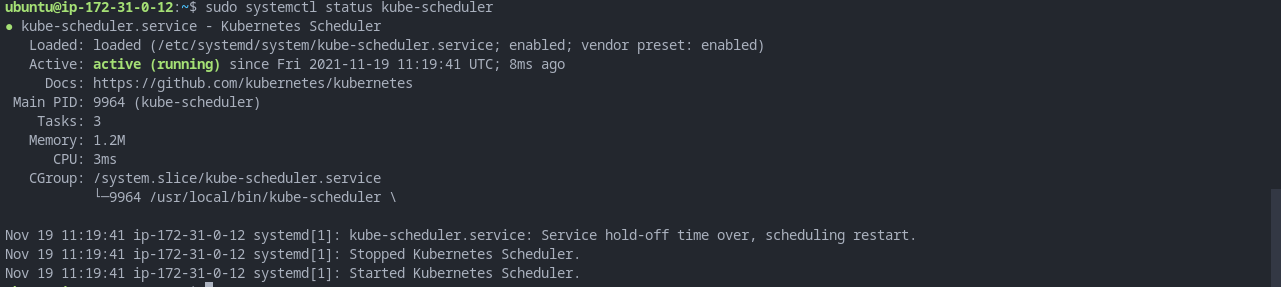 ubuntu@ip-172-31-0-12:~$ sudo systemctl status kube-scheduler
● kube-scheduler.service - Kubernetes Scheduler
   Loaded: loaded (/etc/systemd/system/kube-scheduler.service; enabled; vendor preset: enabled)
   Active: active (running) since Fri 2021-11-19 11:19:41 UTC; 8ms ago
     Docs: https://github.com/kubernetes/kubernetes
 Main PID: 9964 (kube-scheduler)
    Tasks: 3
   Memory: 1.2M
      CPU: 3ms
   CGroup: /system.slice/kube-scheduler.service
           └─9964 /usr/local/bin/kube-scheduler \
Nov 19 11:19:41 ip-172-31-0-12 systemd[1]: kube-scheduler.service: Service hold-off time over, scheduling restart.
Nov 19 11:19:41 ip-172-31-0-12 systemd[1]: Stopped Kubernetes Scheduler.
Nov 19 11:19:41 ip-172-31-0-12 systemd[1]: Started Kubernetes Scheduler.